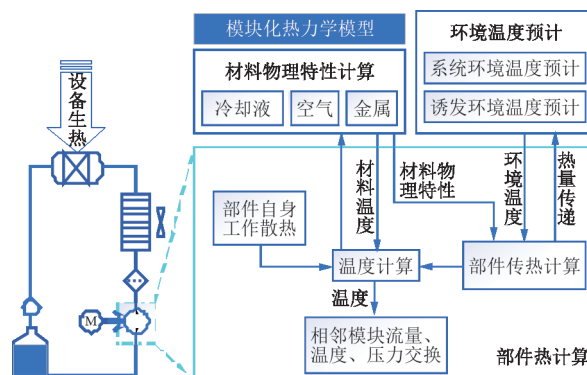 模块化热力学模型
材料物理特性计算
冷却液
空气
金属
环境温度预计
系统环境温度预计
诱发环境温度预计
设备生热
材料温度
材料物
理特性
环境温度
热量传递
部件自身
工作散热
温度计算
部件传热计算
温度
相邻模块流量、
温度、压力交换
部件热计算
M